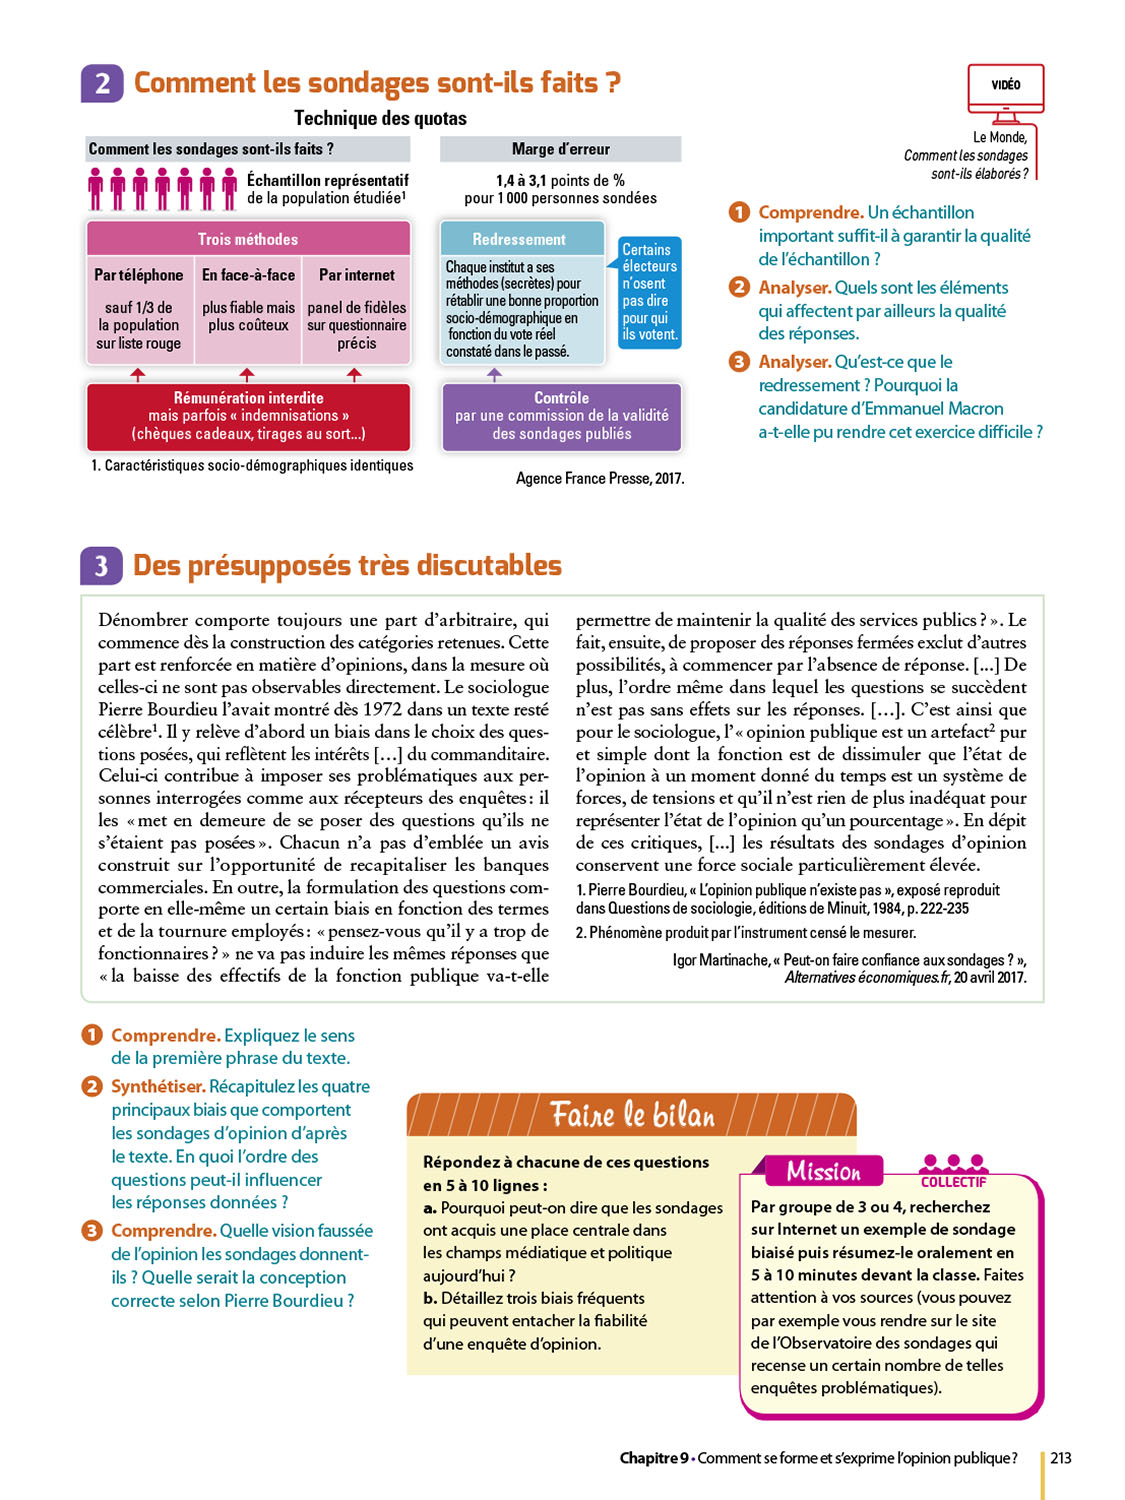 2 Comment les sondages sont-ils faits ?
Technique des quotas
Comment les sondages sont-ils faits ?
Échantillon représentatif
de la population étudiée¹
Trois méthodes
Par téléphone
sauf 1/3 de
la population
sur liste rouge
En face-à-face
plus fiable mais
plus coûteux
Par internet
panel de fidèles
sur questionnaire
précis
Rémunération interdite
mais parfois « indemnisations »
(chèques cadeaux, tirages au sort...)
1. Caractéristiques socio-démographiques identiques
Marge d'erreur
1,4 à 3,1 points de %
pour 1 000 personnes sondées
Redressement
Chaque institut a ses
méthodes (secrètes) pour
rétablir une bonne proportion
socio-démographique en
fonction du vote réel
constaté dans le passé.
Certains
électeurs
n'osent
pas dire
pour qui
ils votent.
Contrôle
par une commission de la validité
des sondages publiés
Agence France Presse, 2017.
VIDÉO
Le Monde,
Comment les sondages
sont-ils élaborés ?
1 Comprendre. Un échantillon
important suffit-il à garantir la qualité
de l'échantillon ?
2 Analyser. Quels sont les éléments
qui affectent par ailleurs la qualité
des réponses.
3 Analyser. Qu'est-ce que le
redressement ? Pourquoi la
candidature d'Emmanuel Macron
a-t-elle pu rendre cet exercice difficile ?
3 Des présupposés très discutables
Dénombrer comporte toujours une part d'arbitraire, qui
commence dès la construction des catégories retenues. Cette
part est renforcée en matière d'opinions, dans la mesure où
celles-ci ne sont pas observables directement. Le sociologue
Pierre Bourdieu l'avait montré dès 1972 dans un texte resté
célèbre¹. Il y relève d'abord un biais dans le choix des ques-
tions posées, qui reflètent les intérêts [...] du commanditaire.
Celui-ci contribue à imposer ses problématiques aux per-
sonnes interrogées comme aux récepteurs des enquêtes : il
les « met en demeure de se poser des questions qu'ils ne
s'étaient pas posées ». Chacun n'a pas d'emblée un avis
construit sur l'opportunité de recapitaliser les banques
commerciales. En outre, la formulation des questions com-
porte en elle-même un certain biais en fonction des termes
et de la tournure employés : « pensez-vous qu'il y a trop de
fonctionnaires ? » ne va pas induire les mêmes réponses que
« la baisse des effectifs de la fonction publique va-t-elle
permettre de maintenir la qualité des services publics ? ». Le
fait, ensuite, de proposer des réponses fermées exclut d'autres
possibilités, à commencer par l'absence de réponse. [...] De
plus, l'ordre même dans lequel les questions se succèdent
n'est pas sans effets sur les réponses. [...]. C'est ainsi que
pour le sociologue, l'« opinion publique est un artefact² pur
et simple dont la fonction est de dissimuler que l'état de
l'opinion à un moment donné du temps est un système de
forces, de tensions et qu'il n'est rien de plus inadéquat pour
représenter l'état de l'opinion qu'un pourcentage ». En dépit
de ces critiques, [...] les résultats des sondages d'opinion
conservent une force sociale particulièrement élevée.
1. Pierre Bourdieu, « L'opinion publique n'existe pas », exposé reproduit
dans Questions de sociologie, éditions de Minuit, 1984, p. 222-235
2. Phénomène produit par l'instrument censé le mesurer.
Igor Martinache, « Peut-on faire confiance aux sondages ? »,
Alternatives économiques.fr, 20 avril 2017.
1 Comprendre. Expliquez le sens
de la première phrase du texte.
2 Synthétiser. Récapitulez les quatre
principaux biais que comportent
les sondages d'opinion d'après
le texte. En quoi l'ordre des
questions peut-il influencer
les réponses données ?
3 Comprendre. Quelle vision faussée
de l'opinion les sondages donnent-
ils ? Quelle serait la conception
correcte selon Pierre Bourdieu ?
Faire le bilan
Répondez à chacune de ces questions
en 5 à 10 lignes :
a. Pourquoi peut-on dire que les sondages
ont acquis une place centrale dans
les champs médiatique et politique
aujourd'hui ?
b. Détaillez trois biais fréquents
qui peuvent entacher la fiabilité
d'une enquête d'opinion.
Mission
COLLECTIF
Par groupe de 3 ou 4, recherchez
sur Internet un exemple de sondage
biaisé puis résumez-le oralement en
5 à 10 minutes devant la classe. Faites
attention à vos sources (vous pouvez
par exemple vous rendre sur le site
de l'Observatoire des sondages qui
recense un certain nombre de telles
enquêtes problématiques).
Chapitre 9 • Comment se forme et s'exprime l'opinion publique ? 213